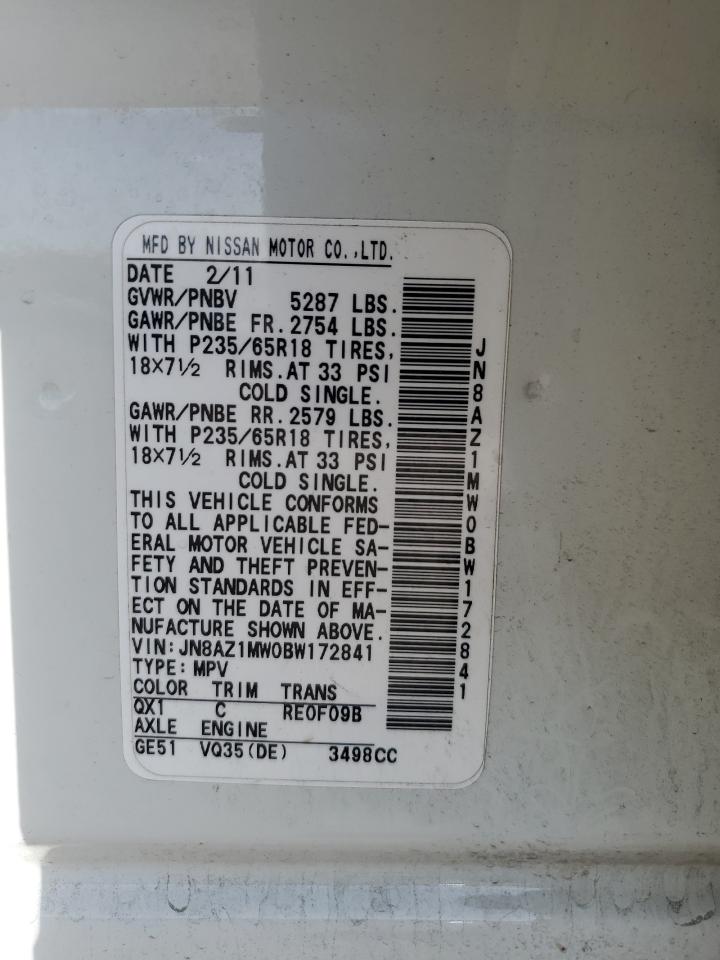 MFD BY NISSAN MOTOR CO.,LTD.
DATE 2/11
GVWR/PNBV 5287 LBS.
GAWR/PNBE FR. 2754 LBS.
WITH P235/65R18 TIRES,
18×7½ RIMS. AT 33 PSI
COLD SINGLE.
GAWR/PNBE RR. 2579 LBS.
WITH P235/65R18 TIRES,
18×7½ RIMS. AT 33 PSI
COLD SINGLE.
THIS VEHICLE CONFORMS
TO ALL APPLICABLE FED-
ERAL MOTOR VEHICLE SA-
FETY AND THEFT PREVEN-
TION STANDARDS IN EFF-
ECT ON THE DATE OF MA-
NUFACTURE SHOWN ABOVE.
VIN:JN8AZ1MW0BW172841
TYPE:MPV
COLOR TRIM TRANS
QX1 C RE0F09B
AXLE ENGINE
GE51 VQ35(DE) 3498CC
JN8AZ1MW0BW172841